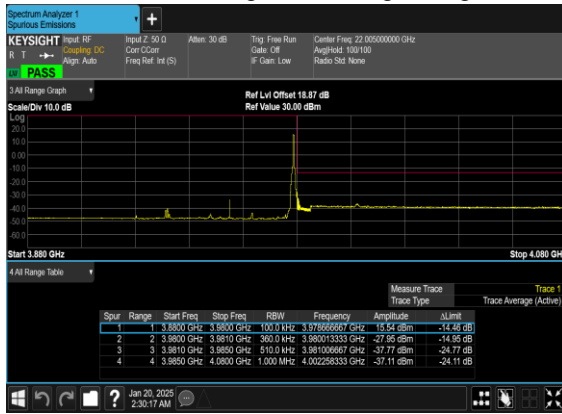 Spectrum Analyzer 1
Spurious Emissions
KEYSIGHT
Input: RF
Input Z: 50 Ω
Atten: 30 dB
Trig: Free Run
Center Freq: 22.005000000 GHz
R T
Coupling: DC
Corr CCorr
Gate: Off
Avg|Hold: 100/100
Align: Auto
Freq Ref: Int (S)
IF Gain: Low
Radio Std: None
PASS
3 All Range Graph
Ref Lvl Offset 18.87 dB
Scale/Div 10.0 dB
Ref Value 30.00 dBm
Log
20.0
10.0
0.00
-10.0
-20.0
-30.0
-40.0
-50.0
-60.0
Start 3.880 GHz
Stop 4.080 GH
4 All Range Table
Measure Trace Trace 1
Trace Type Trace Average (Active)
Spur Range Start Freq Stop Freq RBW Frequency Amplitude ΔLimit
1 1 3.8800 GHz 3.9800 GHz 100.0 kHz 3.978666667 GHz 15.54 dBm -14.46 dB
2 2 3.9800 GHz 3.9810 GHz 360.0 kHz 3.980013333 GHz -27.95 dBm -14.95 dB
3 3 3.9810 GHz 3.9850 GHz 510.0 kHz 3.981006667 GHz -37.77 dBm -24.77 dB
4 4 3.9850 GHz 4.0800 GHz 1.000 MHz 4.002258333 GHz -37.11 dBm -24.11 dB
?
Jan 20, 2025
2:30:17 AM